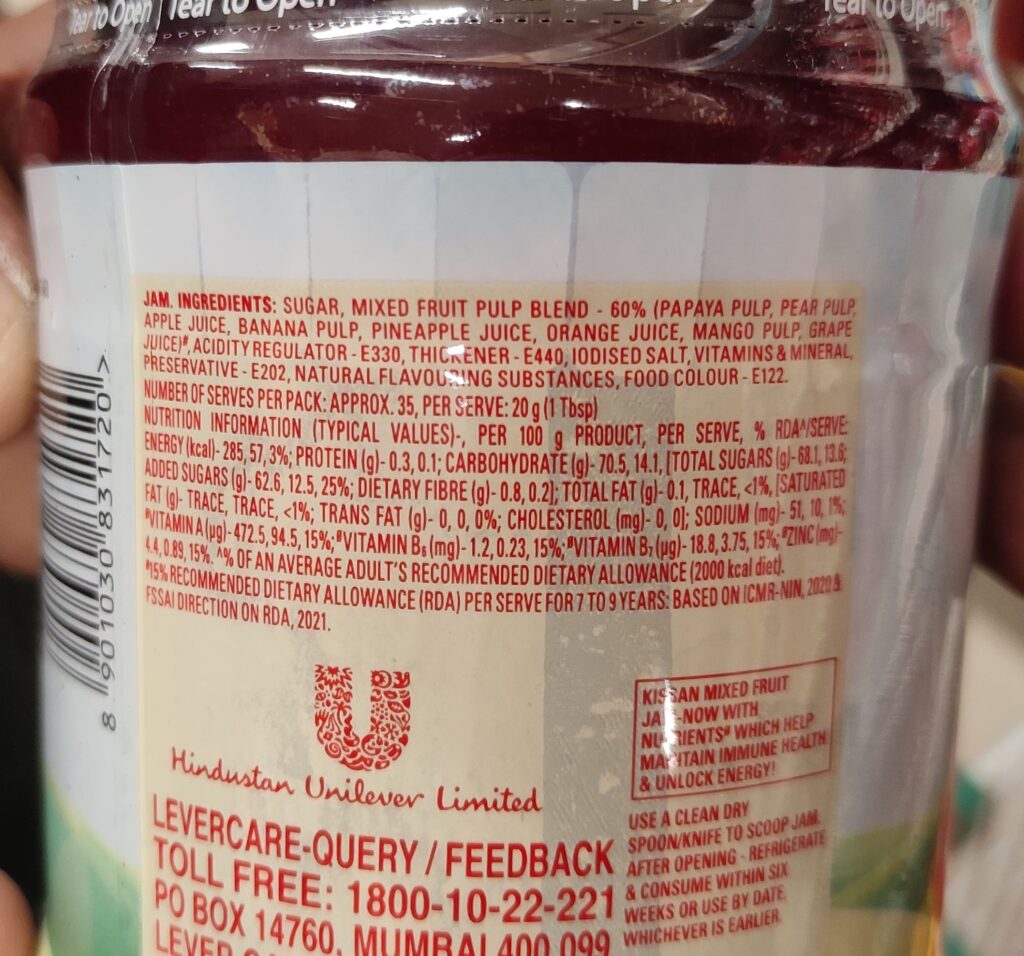 Tear to Open Tear to Open Tear to Open
JAM. INGREDIENTS: SUGAR, MIXED FRUIT PULP BLEND - 60% (PAPAYA PULP, PEAR PULP,
APPLE JUICE, BANANA PULP, PINEAPPLE JUICE, ORANGE JUICE, MANGO PULP, GRAPE
JUICE)#, ACIDITY REGULATOR - E330, THICKENER - E440, IODISED SALT, VITAMINS & MINERAL,
PRESERVATIVE - E202, NATURAL FLAVOURING SUBSTANCES, FOOD COLOUR - E122.
NUMBER OF SERVES PER PACK: APPROX. 35, PER SERVE: 20 g (1 Tbsp)
NUTRITION INFORMATION (TYPICAL VALUES)-, PER 100 g PRODUCT, PER SERVE, % RDA^/SERVE:
ENERGY (kcal)- 285, 57, 3%; PROTEIN (g)- 0.3, 0.1; CARBOHYDRATE (g)- 70.5, 14.1, [TOTAL SUGARS (g)- 68.1, 13.6;
ADDED SUGARS (g)- 62.6, 12.5, 25%; DIETARY FIBRE (g)- 0.8, 0.2]; TOTAL FAT (g)- 0.1, TRACE, <1%, [SATURATED
FAT (g)- TRACE, TRACE, <1%; TRANS FAT (g)- 0, 0, 0%; CHOLESTEROL (mg)- 0, 0]; SODIUM (mg)- 51, 10, 1%;
#VITAMIN A (µg)- 472.5, 94.5, 15%; #VITAMIN B6 (mg)- 1.2, 0.23, 15%; #VITAMIN B7 (µg)- 18.8, 3.75, 15%; #ZINC (mg)-
4.4, 0.89, 15%. ^% OF AN AVERAGE ADULT'S RECOMMENDED DIETARY ALLOWANCE (2000 kcal diet).
#15% RECOMMENDED DIETARY ALLOWANCE (RDA) PER SERVE FOR 7 TO 9 YEARS: BASED ON ICMR-NIN, 2020 &
FSSAI DIRECTION ON RDA, 2021.
8 901030 831720 >
Hindustan Unilever Limited
LEVERCARE-QUERY / FEEDBACK
TOLL FREE: 1800-10-22-221
PO BOX 14760, MUMBAI 400 099
LEVER
KISSAN MIXED FRUIT
JAM-NOW WITH
NUTRIENTS# WHICH HELP
MAINTAIN IMMUNE HEALTH
& UNLOCK ENERGY!
USE A CLEAN DRY
SPOON/KNIFE TO SCOOP JAM.
AFTER OPENING - REFRIGERATE
& CONSUME WITHIN SIX
WEEKS OR USE BY DATE,
WHICHEVER IS EARLIER.